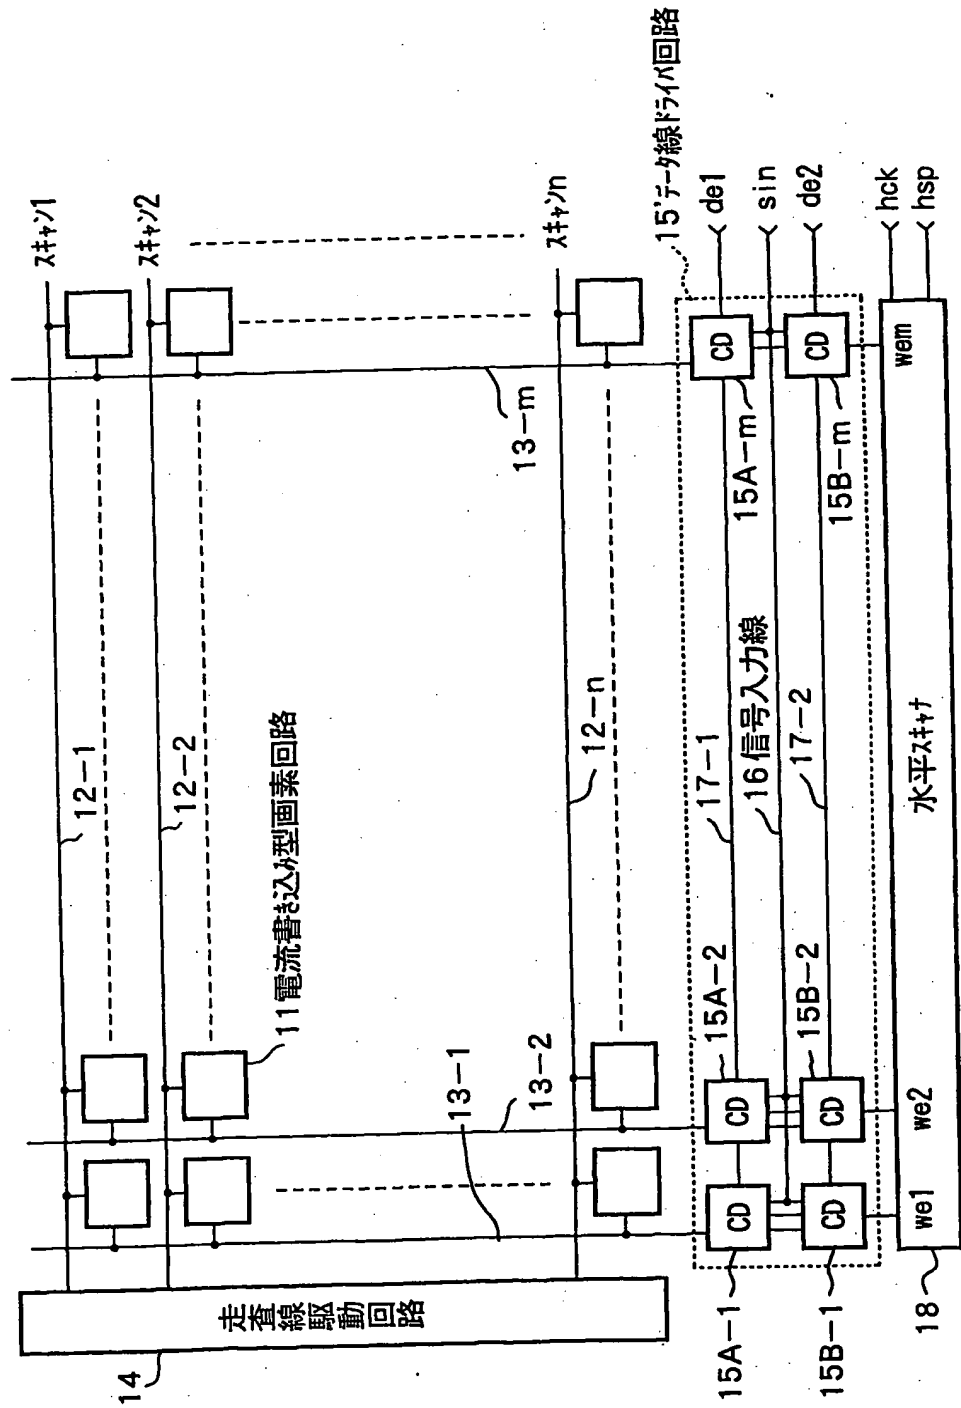 スキャン1
スキャン2
スキャンn
12-1
12-2
12-n
11 電流書き込み型画素回路
13-1
13-2
13-m
走査線駆動回路
14
15' データ線ドライバ回路
de1
sin
de2
hck
hsp
CD
CD
CD
CD
CD
CD
15A-1
15A-2
15A-m
15B-1
15B-2
15B-m
17-1
16 信号入力線
17-2
we1
we2
wem
水平スキャナ
18